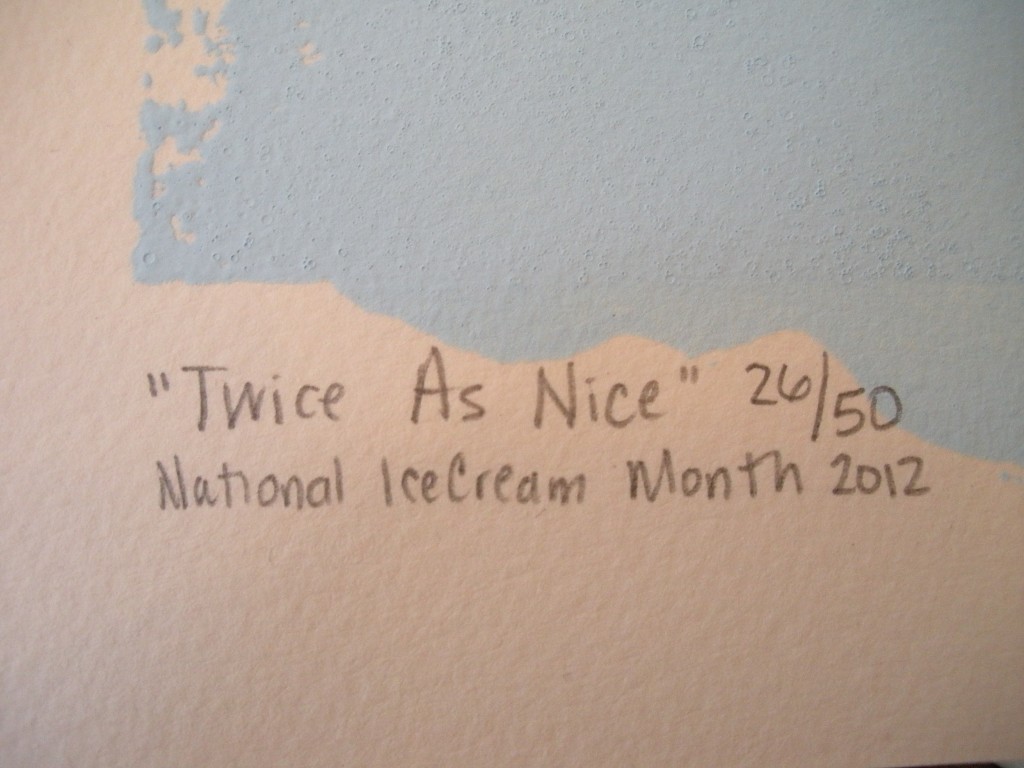 "Twice As Nice" 26/50
National IceCream Month 2012